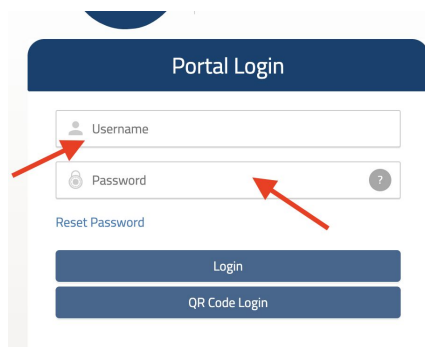 Portal Login
Username
Password
?
Reset Password
Login
QR Code Login